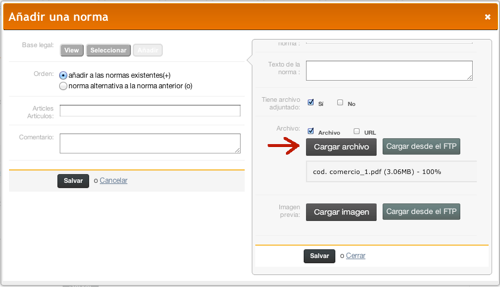 Añadir una norma
Base legal:
View
Seleccionar
Añadir
Orden:
añadir a las normas existentes(+)
norma alternativa a la norma anterior (o)
Articles
Artículos:
Comentario:
Salvar
o Cancelar
norma :
Texto de la
norma :
Tiene archivo
adjuntado:
Sí
No
Archivo:
Archivo
URL
Cargar archivo
Cargar desde el FTP
cod. comercio_1.pdf (3.06MB) - 100%
Imagen
previa:
Cargar imagen
Cargar desde el FTP
Salvar
o Cerrar